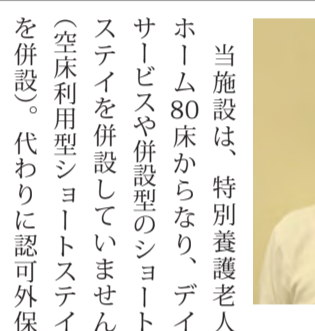 当施設は、特別養護老人
ホーム80床からなり、デイ
サービスや併設型のショート
ステイを併設していません
（空床利用型ショートステイ
を併設）。代わりに認可外保